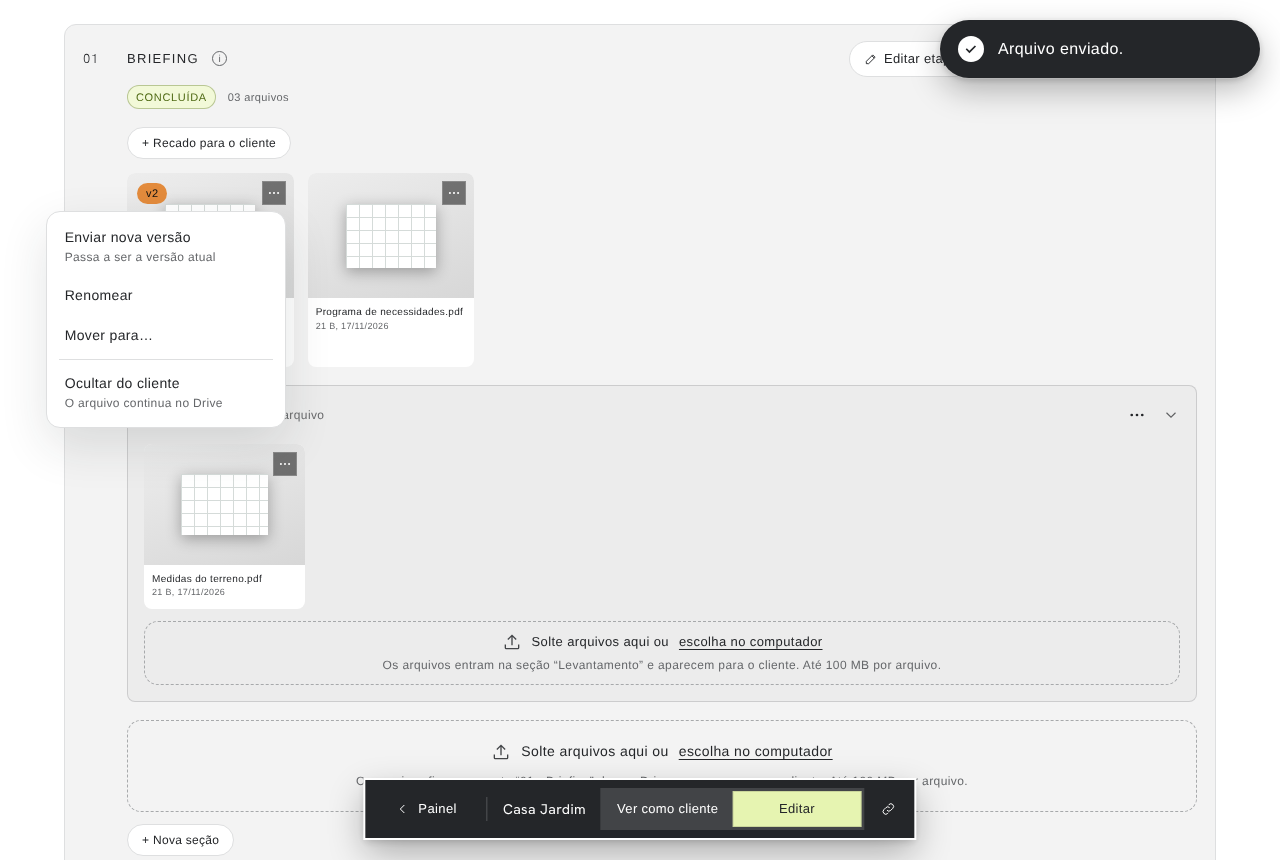 01 BRIEFING
Editar
Arquivo enviado.
CONCLUÍDA 03 arquivos
+ Recado para o cliente
v2
Enviar nova versão
Passa a ser a versão atual
Renomear
Mover para…
Ocultar do cliente
O arquivo continua no Drive
Programa de necessidades.pdf
21 B, 17/11/2026
arquivo
Medidas do terreno.pdf
21 B, 17/11/2026
Solte arquivos aqui ou escolha no computador
Os arquivos entram na seção “Levantamento” e aparecem para o cliente. Até 100 MB por arquivo.
Solte arquivos aqui ou escolha no computador
arquivo.
Painel Casa Jardim Ver como cliente Editar
+ Nova seção